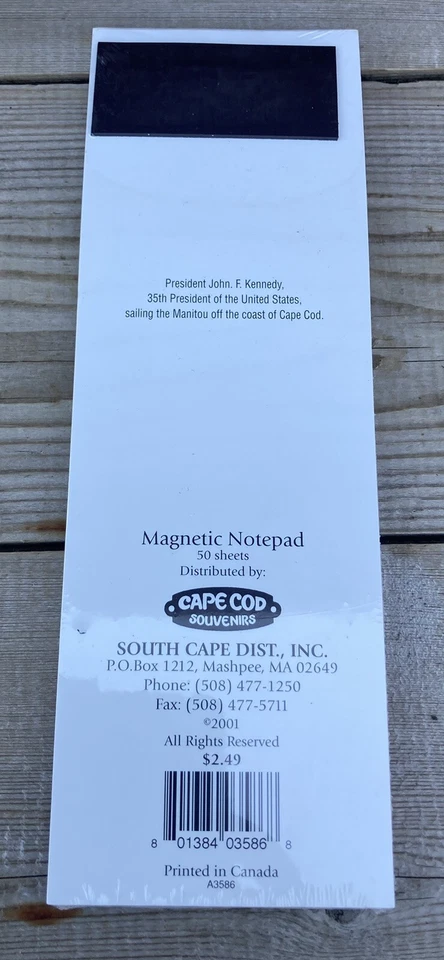 President John. F. Kennedy,
35th President of the United States,
sailing the Manitou off the coast of Cape Cod.
Magnetic Notepad
50 sheets
Distributed by:
CAPE COD
SOUVENIRS
SOUTH CAPE DIST., INC.
P.O.Box 1212, Mashpee, MA 02649
Phone: (508) 477-1250
Fax: (508) 477-5711
©2001
All Rights Reserved
$2.49
8 01384 03586 8
Printed in Canada
A3586